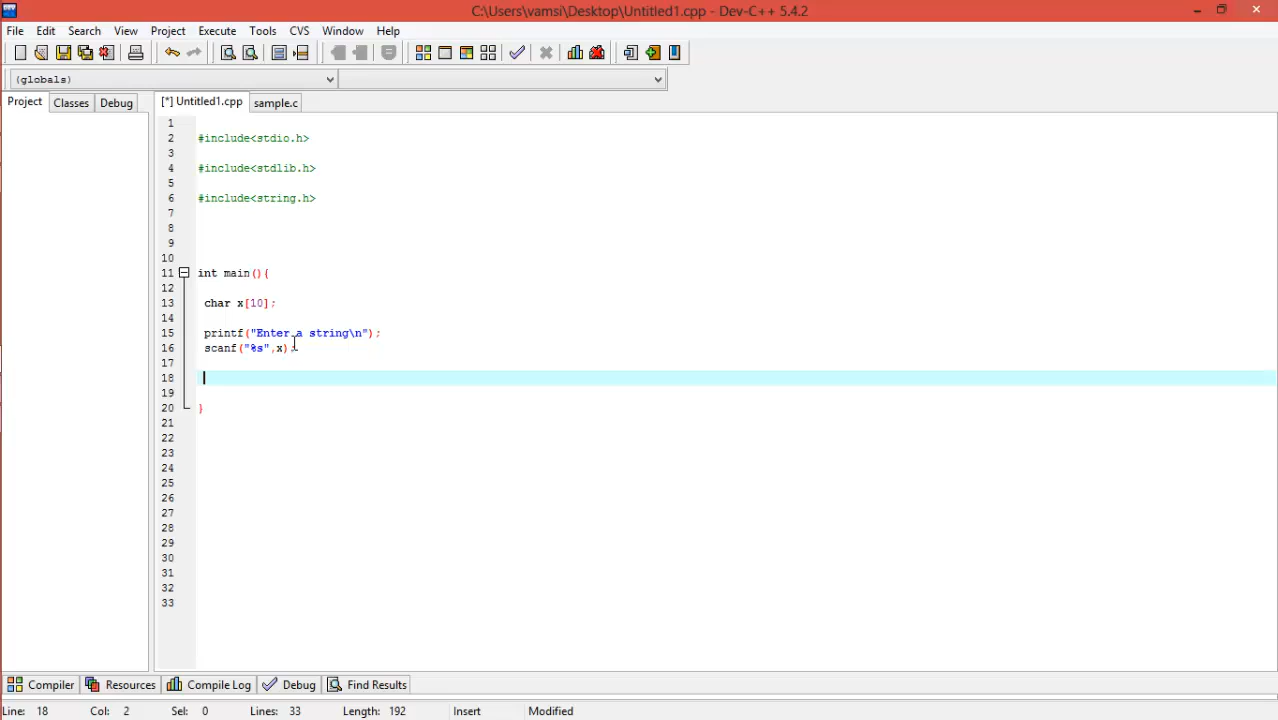 C:\Users\vamsi\Desktop\Untitled1.cpp - Dev-C++ 5.4.2
File Edit Search View Project Execute Tools CVS Window Help
(globals)
Project Classes Debug [*] Untitled1.cpp sample.c
1
2 #include<stdio.h>
3
4 #include<stdlib.h>
5
6 #include<string.h>
7
8
9
10
11 int main(){
12
13 char x[10];
14
15 printf("Enter a string\n");
16 scanf("%s",x);
17
18
19
20 }
21
22
23
24
25
26
27
28
29
30
31
32
33
Compiler Resources Compile Log Debug Find Results
Line: 18 Col: 2 Sel: 0 Lines: 33 Length: 192 Insert Modified